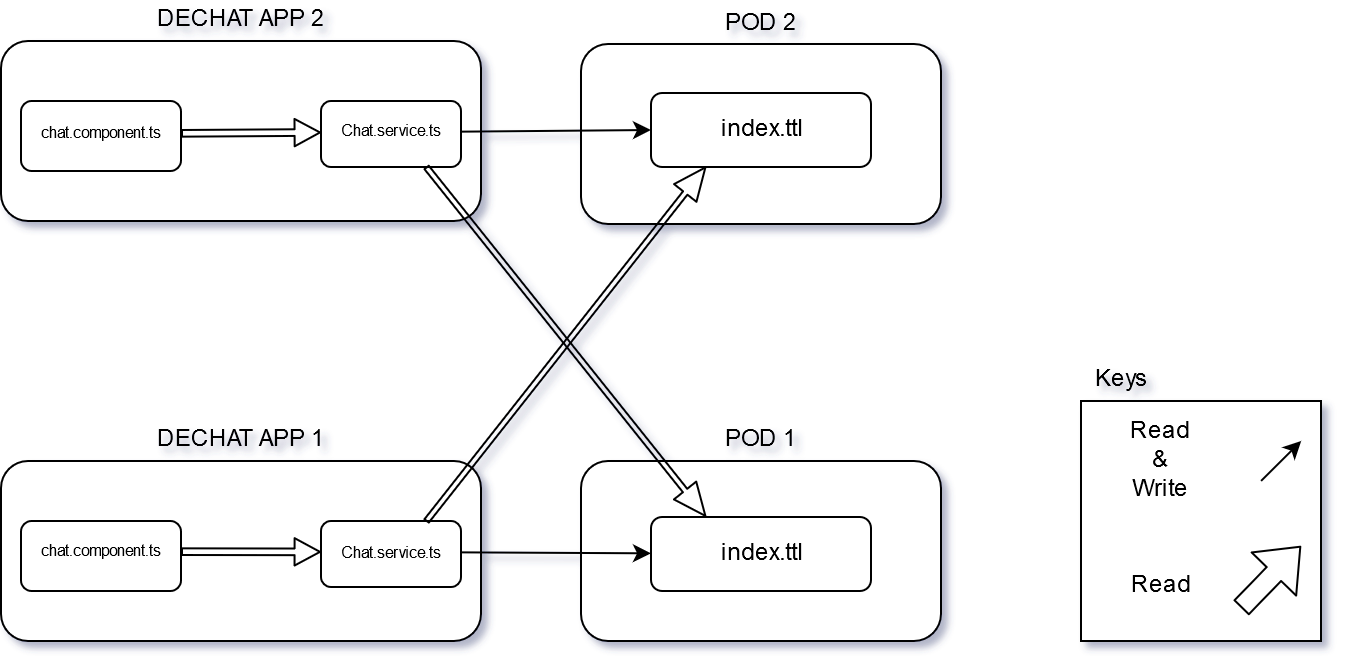 DECHAT APP 2
POD 2
chat.component.ts
Chat.service.ts
index.ttl
DECHAT APP 1
POD 1
chat.component.ts
Chat.service.ts
index.ttl
Keys
Read
&
Write
Read